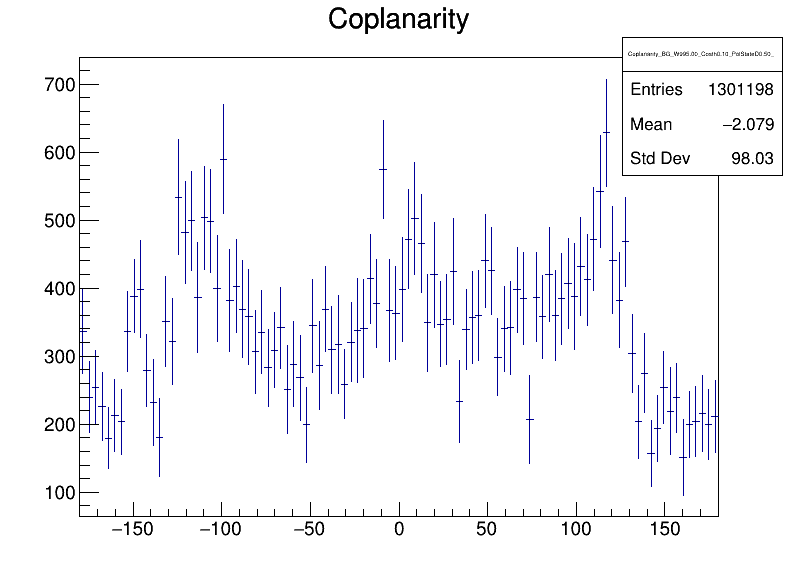 Coplanarity
Coplanarity_BG_W995.00_Costh0.10_PolStateD0.50_
Entries 1301198
Mean −2.079
Std Dev 98.03
700
600
500
400
300
200
100
−150 −100 −50 0 50 100 150